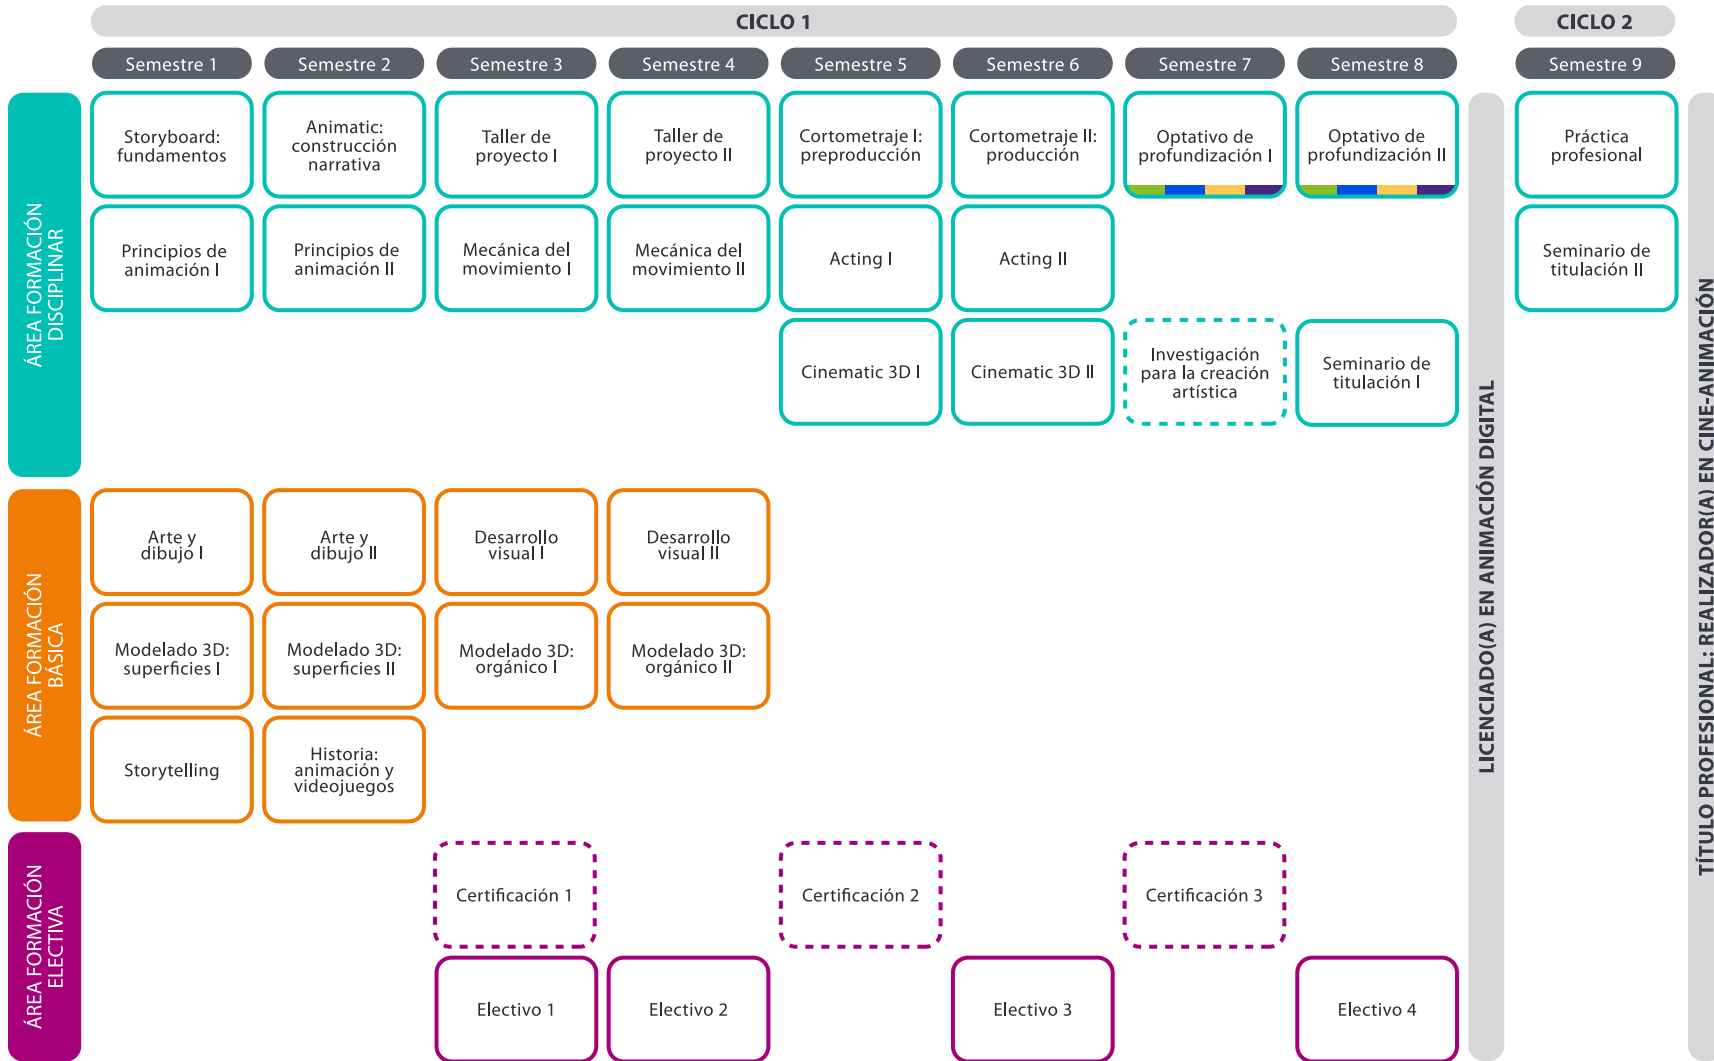 CICLO 1
CICLO 2
Semestre 1
Semestre 2
Semestre 3
Semestre 4
Semestre 5
Semestre 6
Semestre 7
Semestre 8
Semestre 9
ÁREA FORMACIÓN
DISCIPLINAR
Storyboard:
fundamentos
Animatic:
construcción
narrativa
Taller de
proyecto I
Taller de
proyecto II
Cortometraje I:
preproducción
Cortometraje II:
producción
Optativo de
profundización I
Optativo de
profundización II
Práctica
profesional
Principios de
animación I
Principios de
animación II
Mecánica del
movimiento I
Mecánica del
movimiento II
Acting I
Acting II
Seminario de
titulación II
Cinematic 3D I
Cinematic 3D II
Investigación
para la creación
artística
Seminario de
titulación I
ÁREA FORMACIÓN
BÁSICA
Arte y
dibujo I
Arte y
dibujo II
Desarrollo
visual I
Desarrollo
visual II
Modelado 3D:
superficies I
Modelado 3D:
superficies II
Modelado 3D:
orgánico I
Modelado 3D:
orgánico II
Storytelling
Historia:
animación y
videojuegos
ÁREA FORMACIÓN
ELECTIVA
Certificación 1
Certificación 2
Certificación 3
Electivo 1
Electivo 2
Electivo 3
Electivo 4
LICENCIADO(A) EN ANIMACIÓN DIGITAL
TÍTULO PROFESIONAL: REALIZADOR(A) EN CINE-ANIMACIÓN